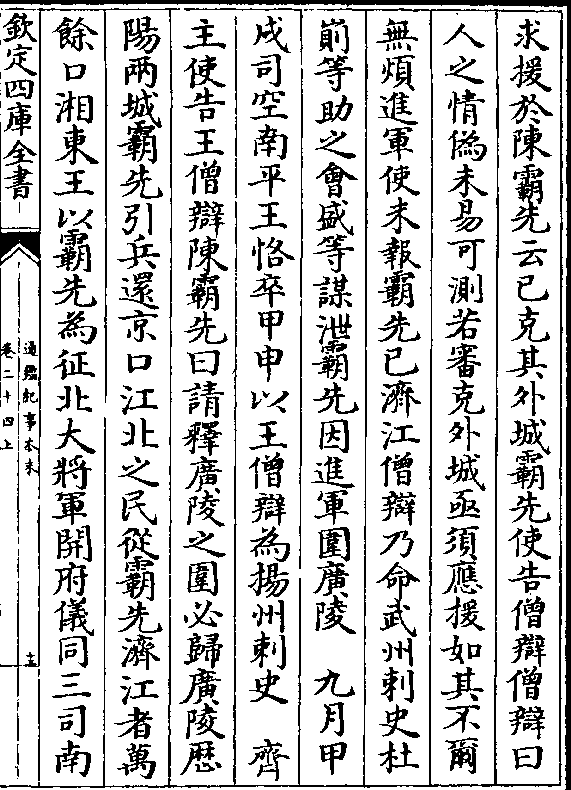 求援於陳霸先云已克其外城霸先使告僧辯僧辯曰
人之情偽未易可測若審克外城亟須應援如其不爾
無煩進軍使未報霸先已濟江僧辯乃命武州刺史杜
崱等助之會盛等謀泄霸先因進軍圍廣陵　九月甲
戌司空南平王恪卒甲申以王僧辯為揚州刺史　齊
主使告王僧辯陳霸先曰請釋廣陵之圍必歸廣陵歴
陽兩城霸先引兵還京口江北之民從霸先濟江者萬
餘口湘東王以霸先為征北大將軍開府儀同三司南
欽定四庫全書
通鑑紀事本末
卷二十四上
十五